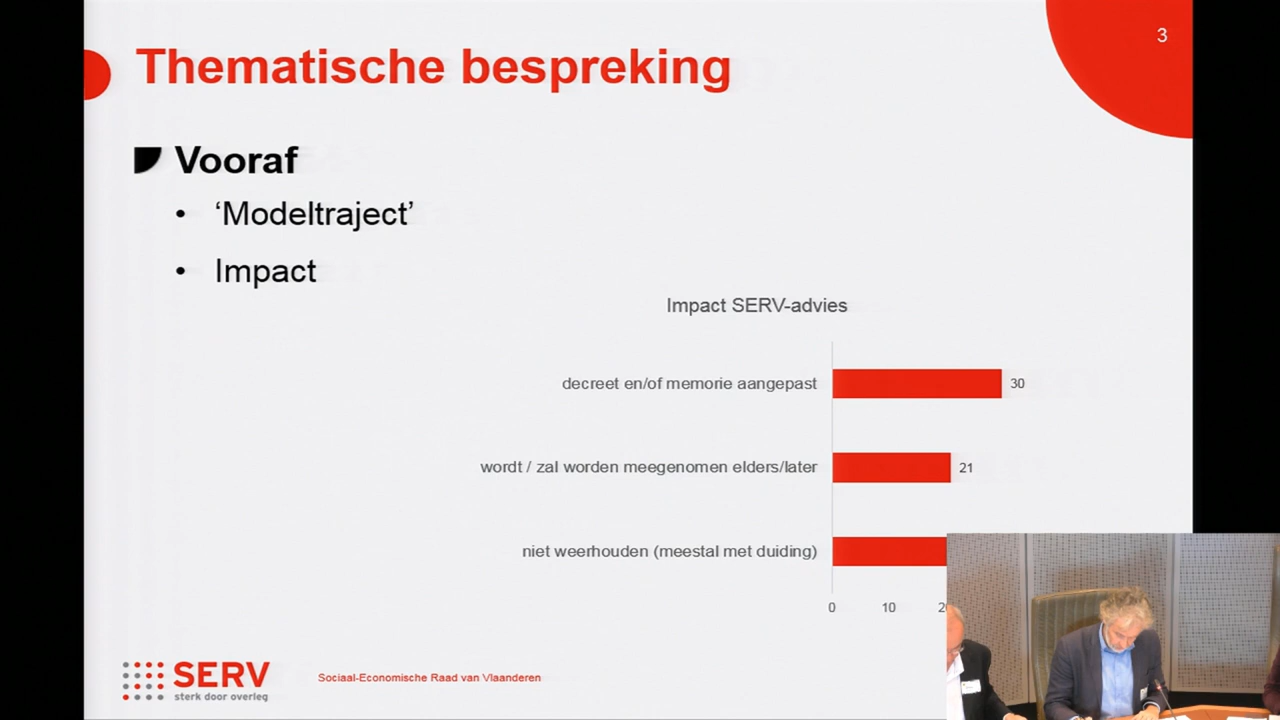 3
Thematische bespreking
Vooraf
• ‘Modeltraject’
• Impact
Impact SERV-advies
decreet en/of memorie aangepast 30
wordt / zal worden meegenomen elders/later 21
niet weerhouden (meestal met duiding)
0 10
SERV
sterk door overleg
Sociaal-Economische Raad van Vlaanderen